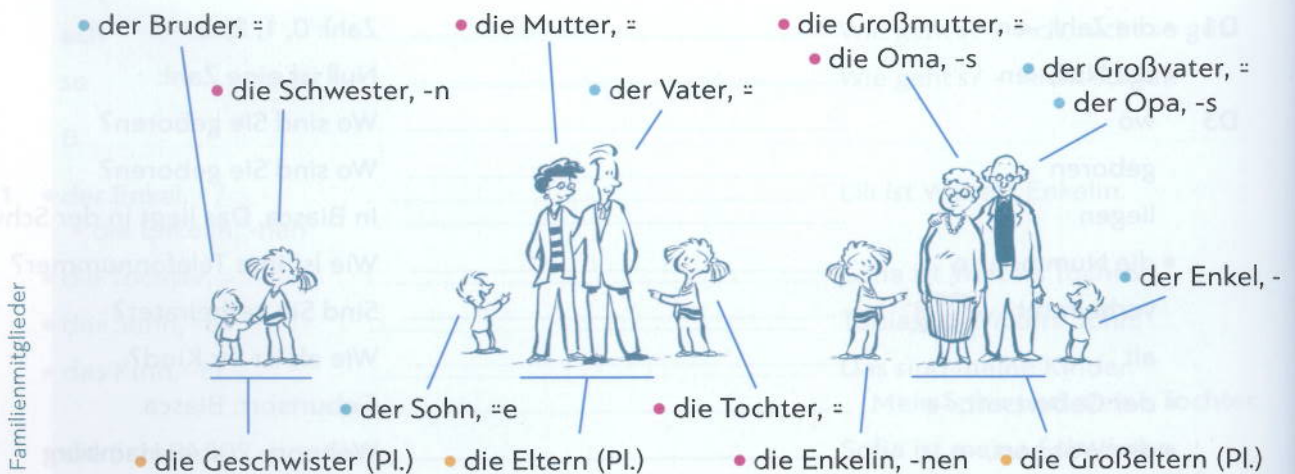 • der Bruder, ⸚
• die Mutter, ⸚
• die Großmutter, ⸚
• die Oma, -s
• die Schwester, -n
• der Vater, ⸚
• der Großvater, ⸚
• der Opa, -s
• der Enkel, -
• der Sohn, ⸚e
• die Tochter, ⸚
• die Geschwister (Pl.)
• die Eltern (Pl.)
• die Enkelin, -nen
• die Großeltern (Pl.)
Familienmitglieder